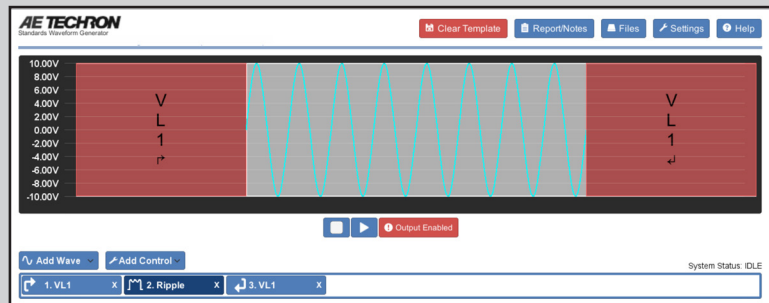 AE TECHRON
Standards Waveform Generator
Clear Template
Report/Notes
Files
Settings
Help
10.00V
8.00V
6.00V
4.00V
2.00V
0.00V
-2.00V
-4.00V
-6.00V
-8.00V
-10.00V
V
L
1
V
L
1
Output Enabled
Add Wave
Add Control
System Status: IDLE
1. VL1 X
2. Ripple X
3. VL1 X